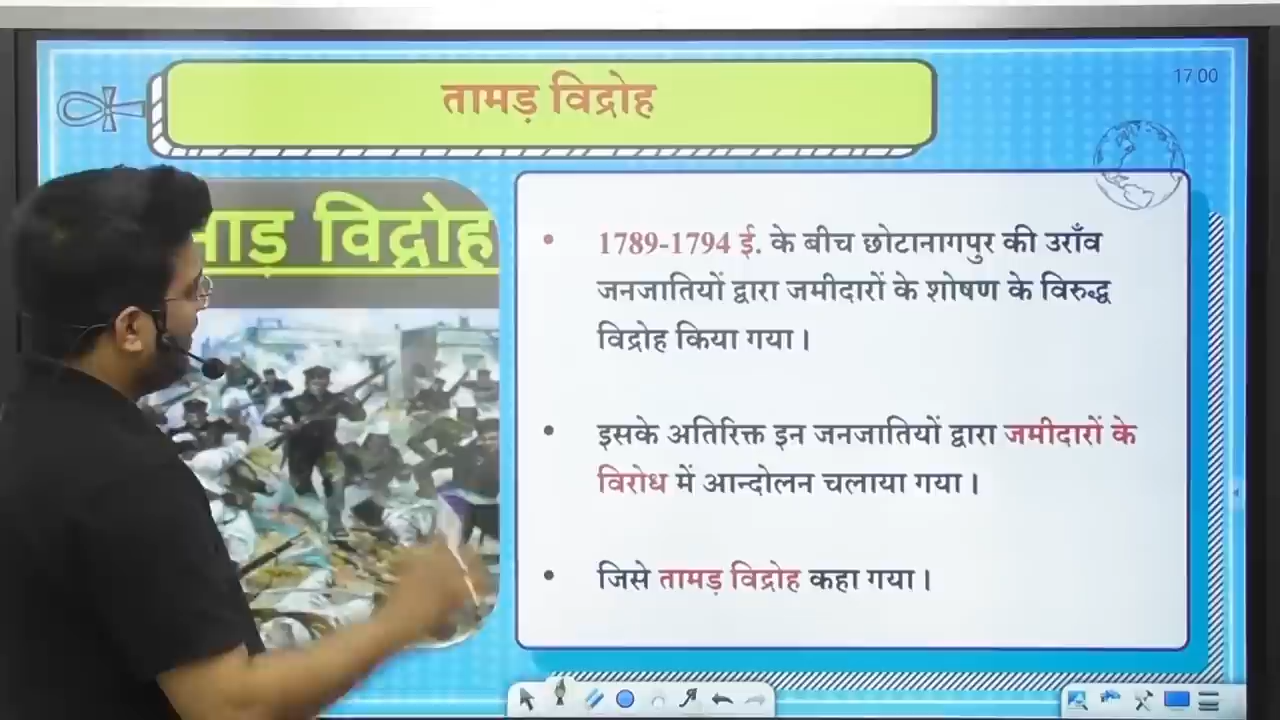 17 00
तामड़ विद्रोह
विद्रोह
1789-1794 ई. के बीच छोटानागपुर की उराँव
जनजातियों द्वारा जमीदारों के शोषण के विरुद्ध
विद्रोह किया गया।
इसके अतिरिक्त इन जनजातियों द्वारा जमीदारों के
विरोध में आन्दोलन चलाया गया।
जिसे तामड़ विद्रोह कहा गया।